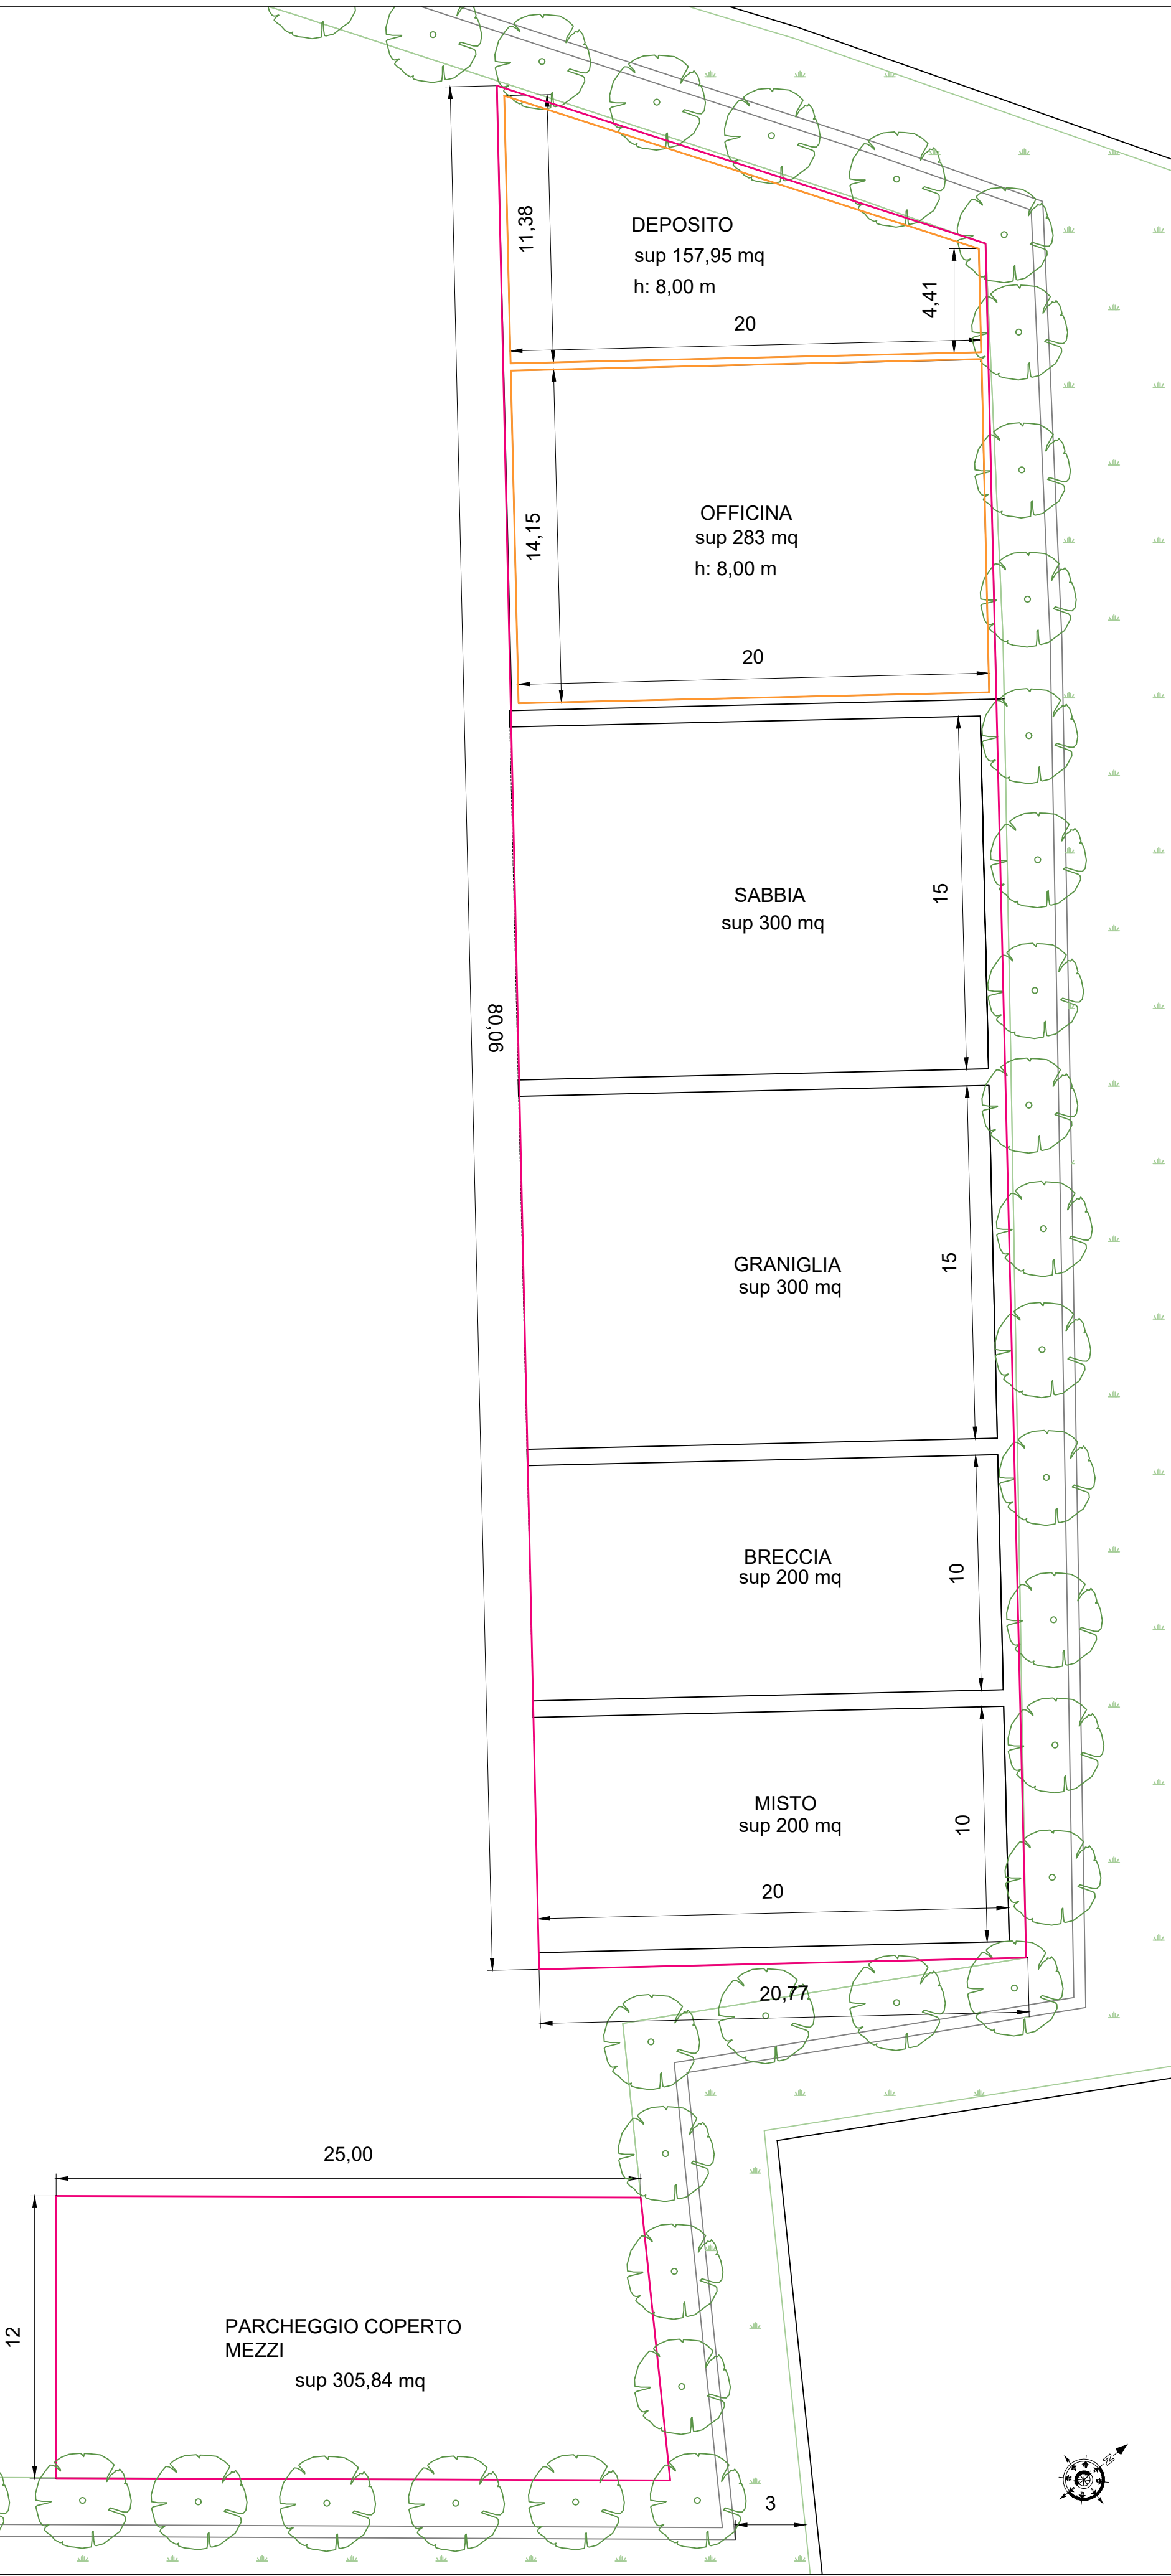 11,38
DEPOSITO
sup 157,95 mq
h: 8,00 m
4,41
20
14,15
OFFICINA
sup 283 mq
h: 8,00 m
20
SABBIA
sup 300 mq
15
80,06
GRANIGLIA
sup 300 mq
15
BRECCIA
sup 200 mq
10
MISTO
sup 200 mq
10
20
20,77
25,00
12
PARCHEGGIO COPERTO
MEZZI
sup 305,84 mq
3
N